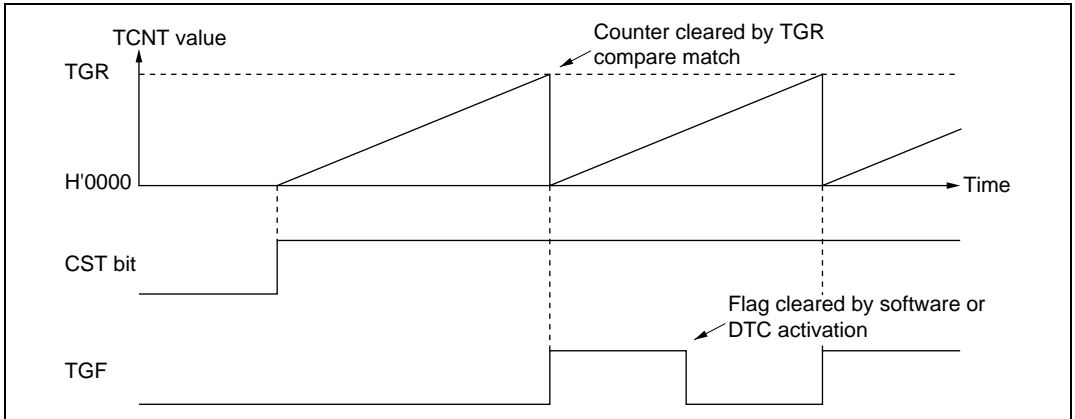 TCNT value
Counter cleared by TGR
compare match
TGR
H'0000
Time
CST bit
Flag cleared by software or
DTC activation
TGF